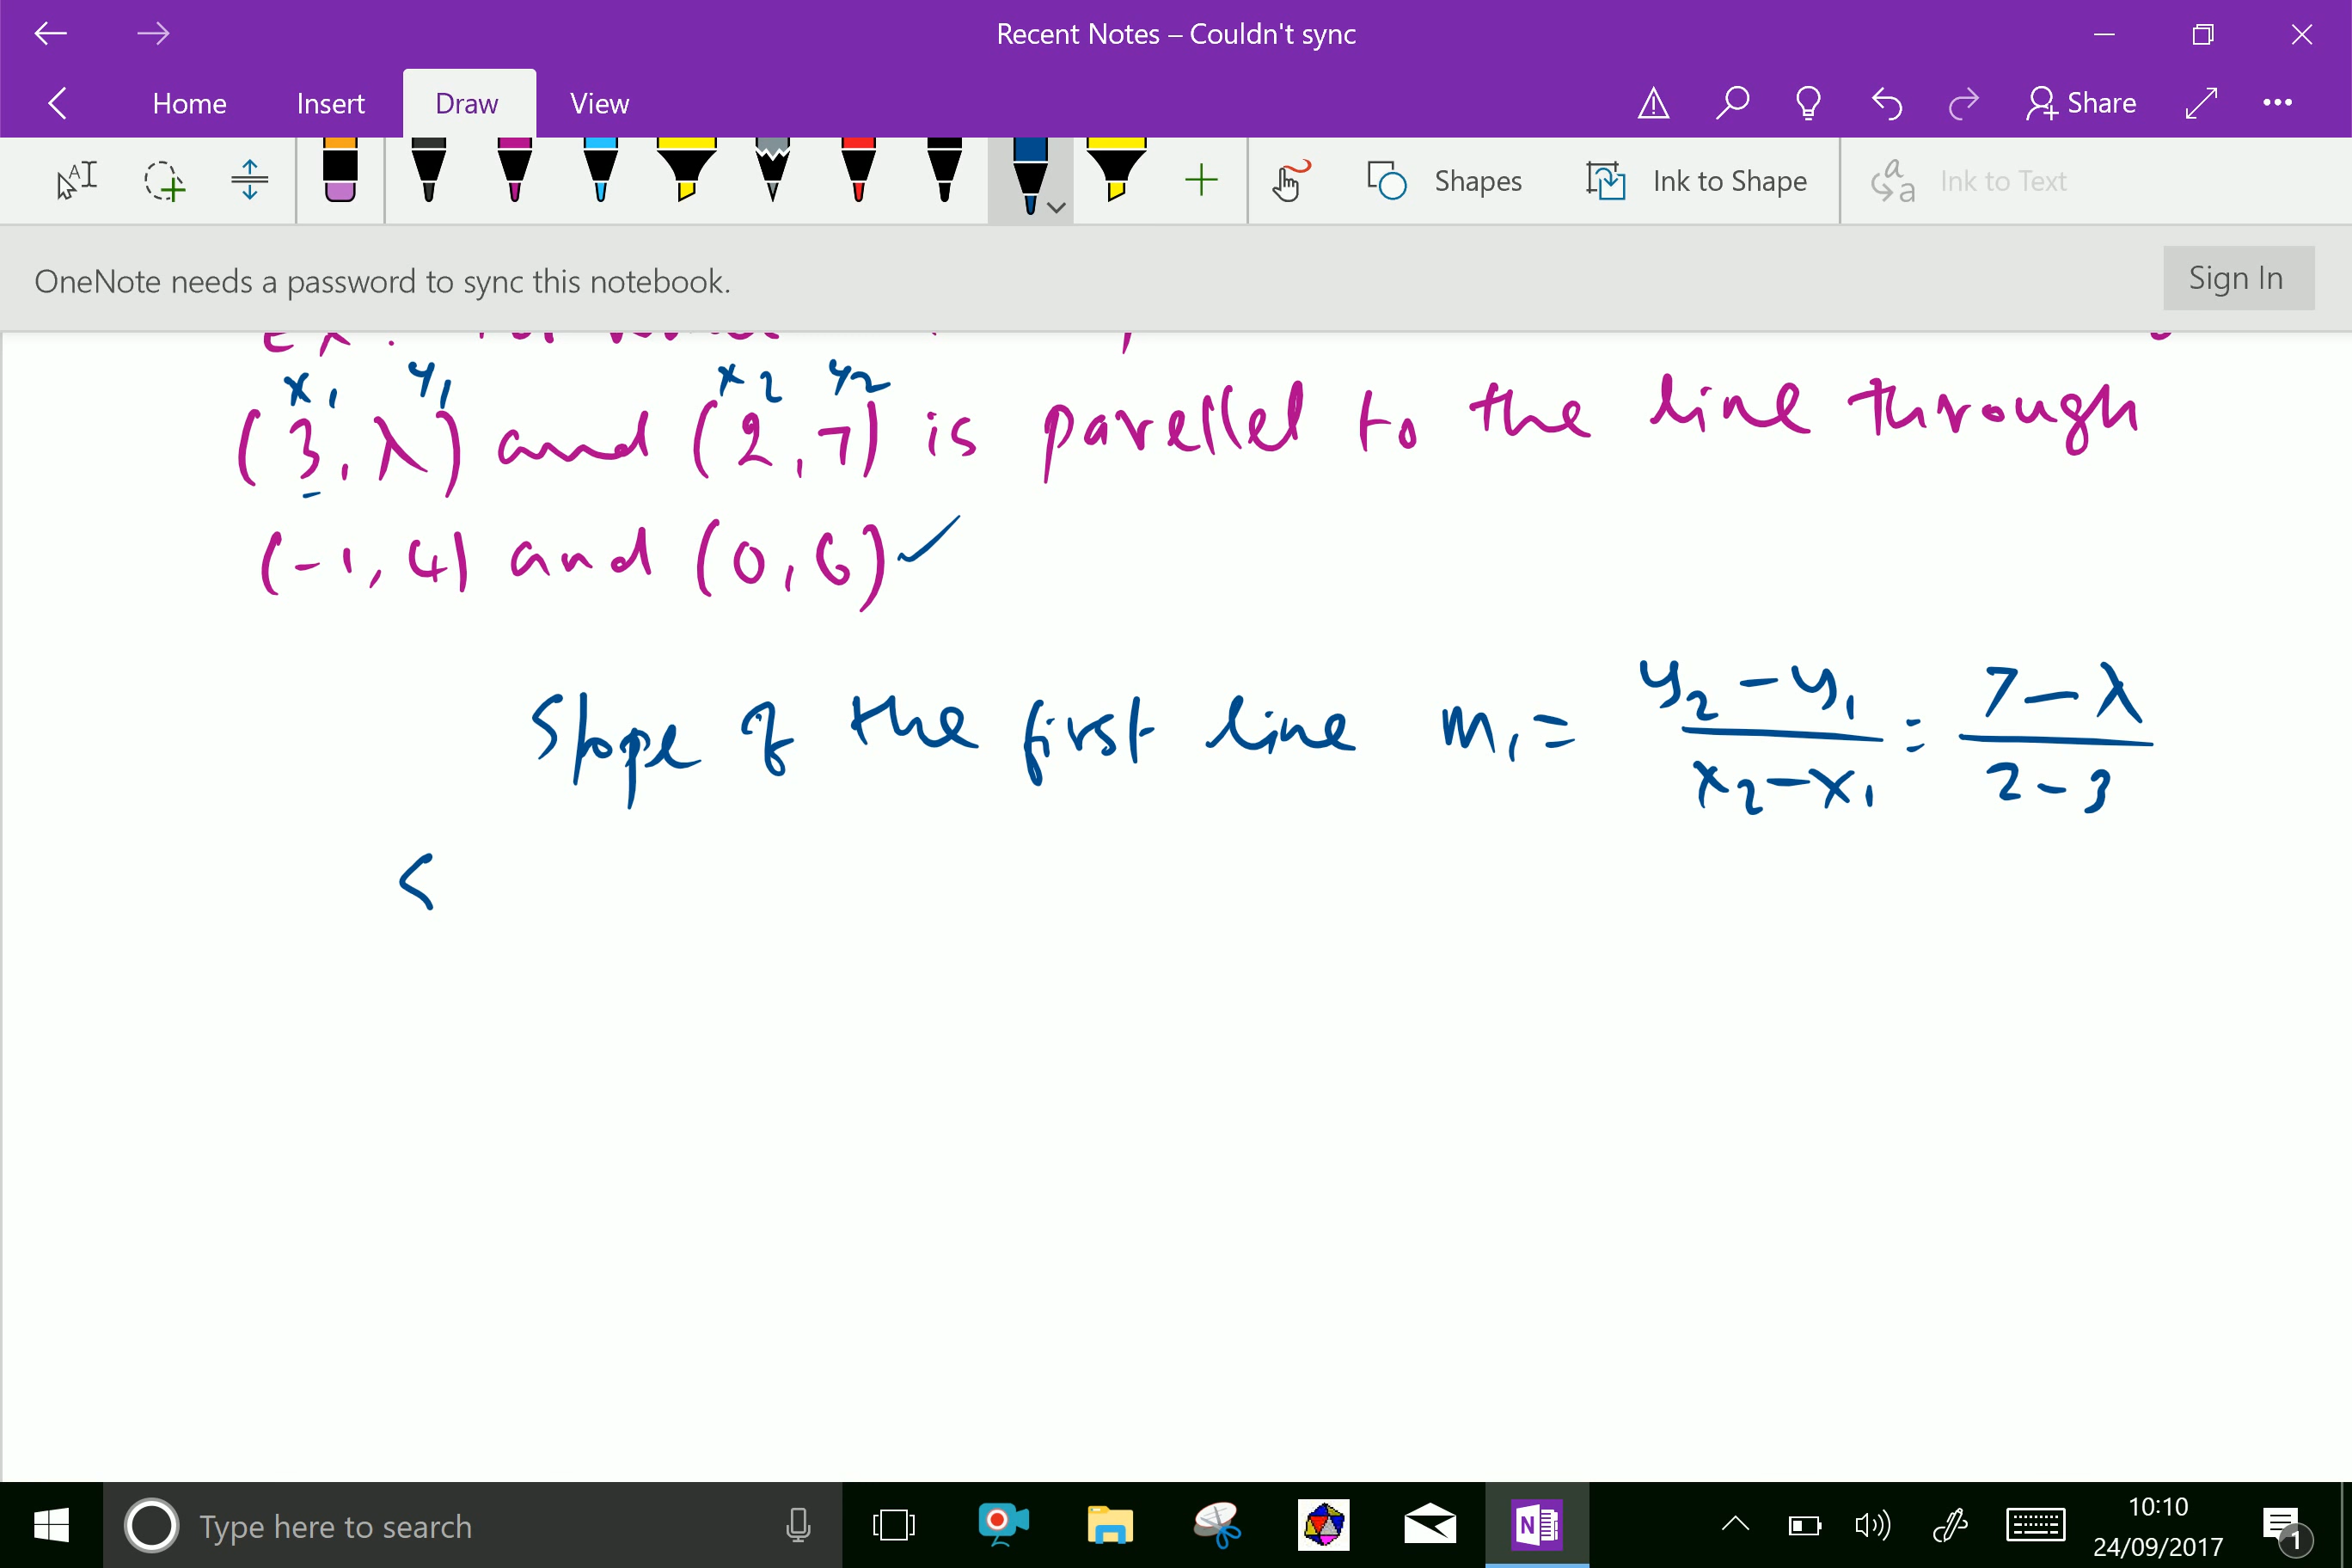 Recent Notes – Couldn't sync
Home Insert Draw View Share
Shapes Ink to Shape Ink to Text
OneNote needs a password to sync this notebook. Sign In
x₁ y₁ x₂ y₂
(3, λ) and (2, 7) is parellel to the line through
(-1, 4) and (0, 6) ✓
Slope of the first line m₁ = (y₂ - y₁)/(x₂ - x₁) = (7 - λ)/(2 - 3)
Type here to search
10:10
24/09/2017
1